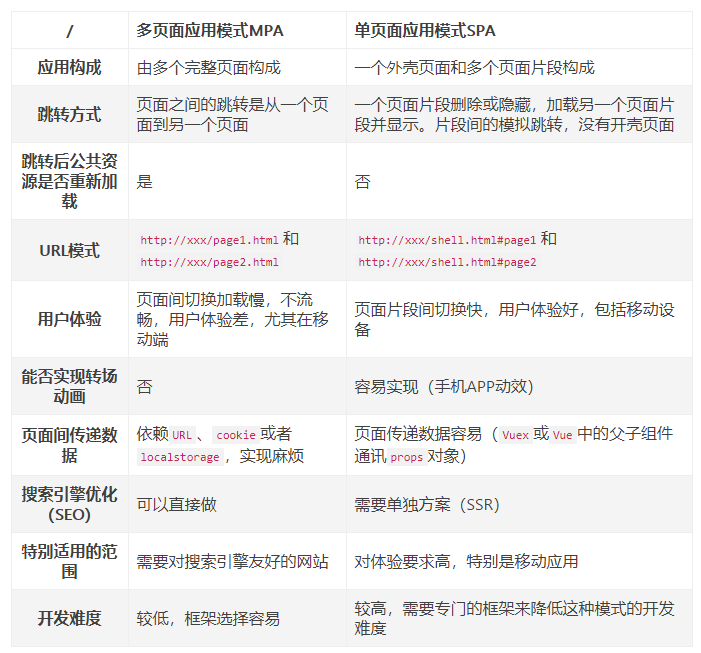 / 多页面应用模式MPA 单页面应用模式SPA
应用构成 由多个完整页面构成 一个外壳页面和多个页面片段构成
跳转方式
页面之间的跳转是从一个页
面到另一个页面
一个页面片段删除或隐藏，加载另一个页面片
段并显示。片段间的模拟跳转，没有开壳页面
跳转后公共资
源是否重新加
载
是
否
URL模式
http://xxx/page1.html 和
http://xxx/page2.html
http://xxx/shell.html#page1 和
http://xxx/shell.html#page2
用户体验
页面间切换加载慢，不流
畅，用户体验差，尤其在移
动端
页面片段间切换快，用户体验好，包括移动设
备
能否实现转场
动画
否
容易实现（手机APP动效）
页面间传递数
据
依赖 URL 、 cookie 或者
localstorage ，实现麻烦
页面传递数据容易（ Vuex 或 Vue 中的父子组件
通讯 props 对象）
搜索引擎优化
（SEO）
可以直接做
需要单独方案（SSR）
特别适用的范
围
需要对搜索引擎友好的网站
对体验要求高，特别是移动应用
开发难度
较低，框架选择容易
较高，需要专门的框架来降低这种模式的开发
难度